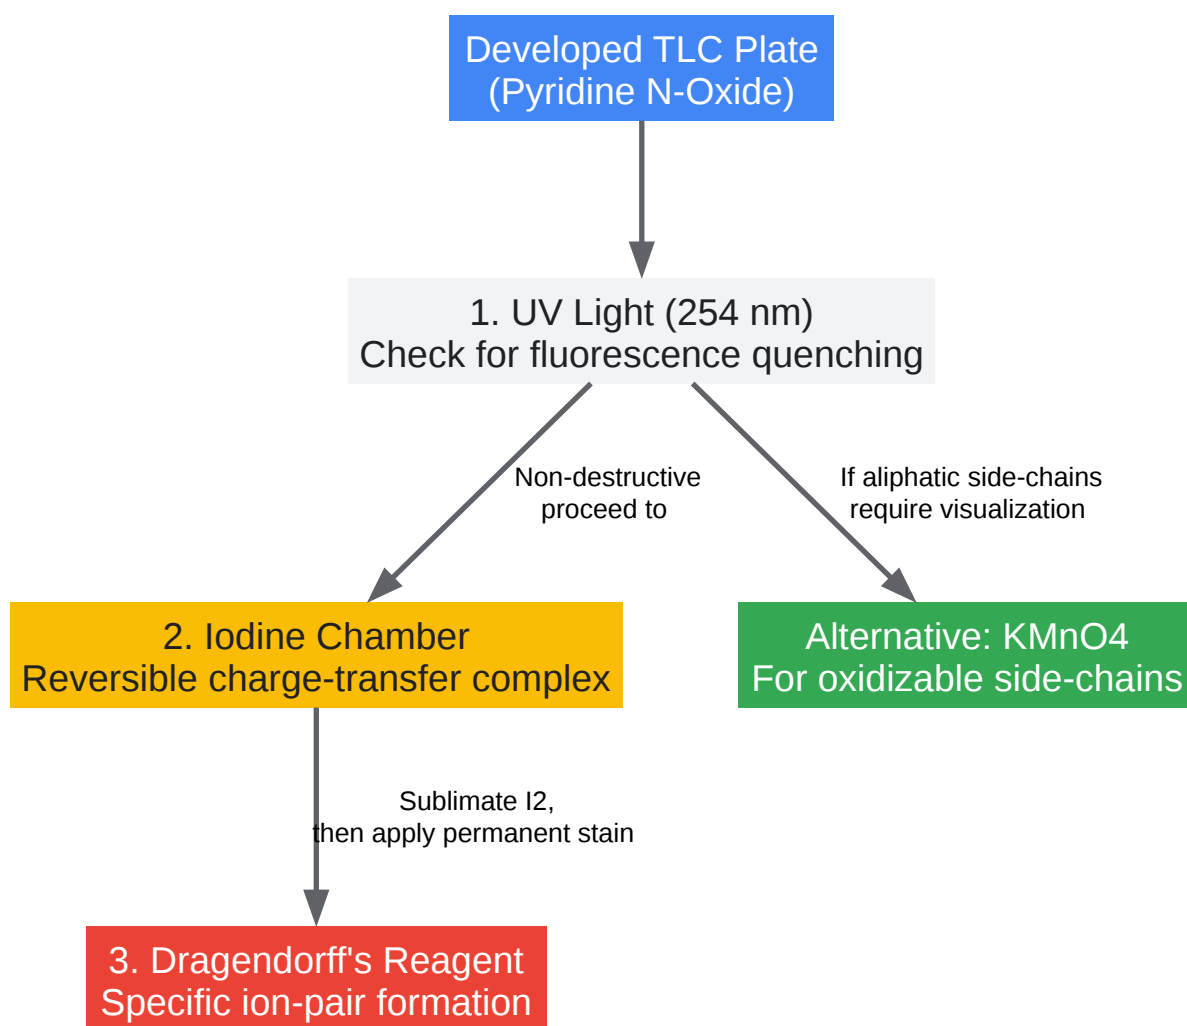 Developed TLC Plate
(Pyridine N-Oxide)
1. UV Light (254 nm)
Check for fluorescence quenching
Non-destructive
proceed to
If aliphatic side-chains
require visualization
2. Iodine Chamber
Reversible charge-transfer complex
Alternative: KMnO4
For oxidizable side-chains
Sublimate I2,
then apply permanent stain
3. Dragendorff's Reagent
Specific ion-pair formation